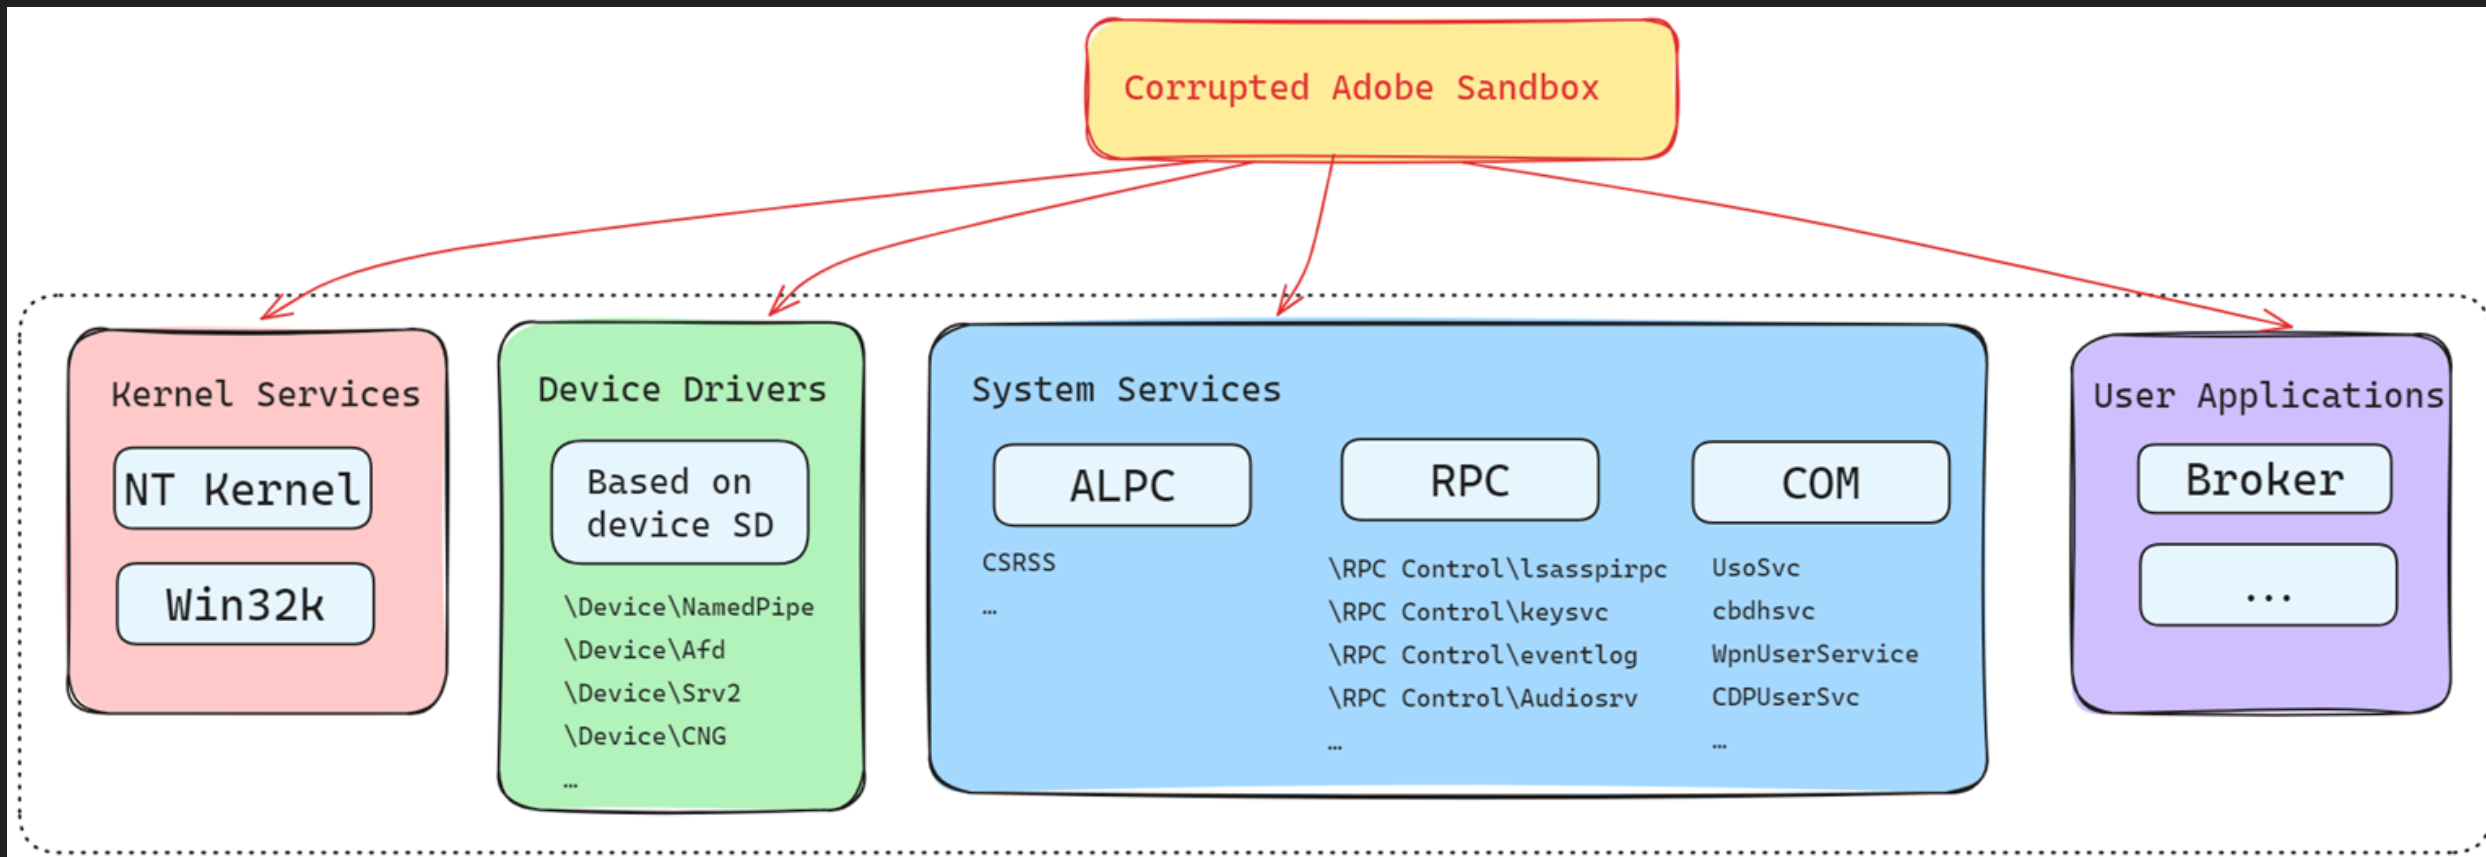 Corrupted Adobe Sandbox
Kernel Services
NT Kernel
Win32k
Device Drivers
Based on
device SD
\Device\NamedPipe
\Device\Afd
\Device\Srv2
\Device\CNG
…
System Services
ALPC
CSRSS
…
RPC
\RPC Control\lsasspirpc
\RPC Control\keysvc
\RPC Control\eventlog
\RPC Control\Audiosrv
…
COM
UsoSvc
cbdhsvc
WpnUserService
CDPUserSvc
…
User Applications
Broker
...